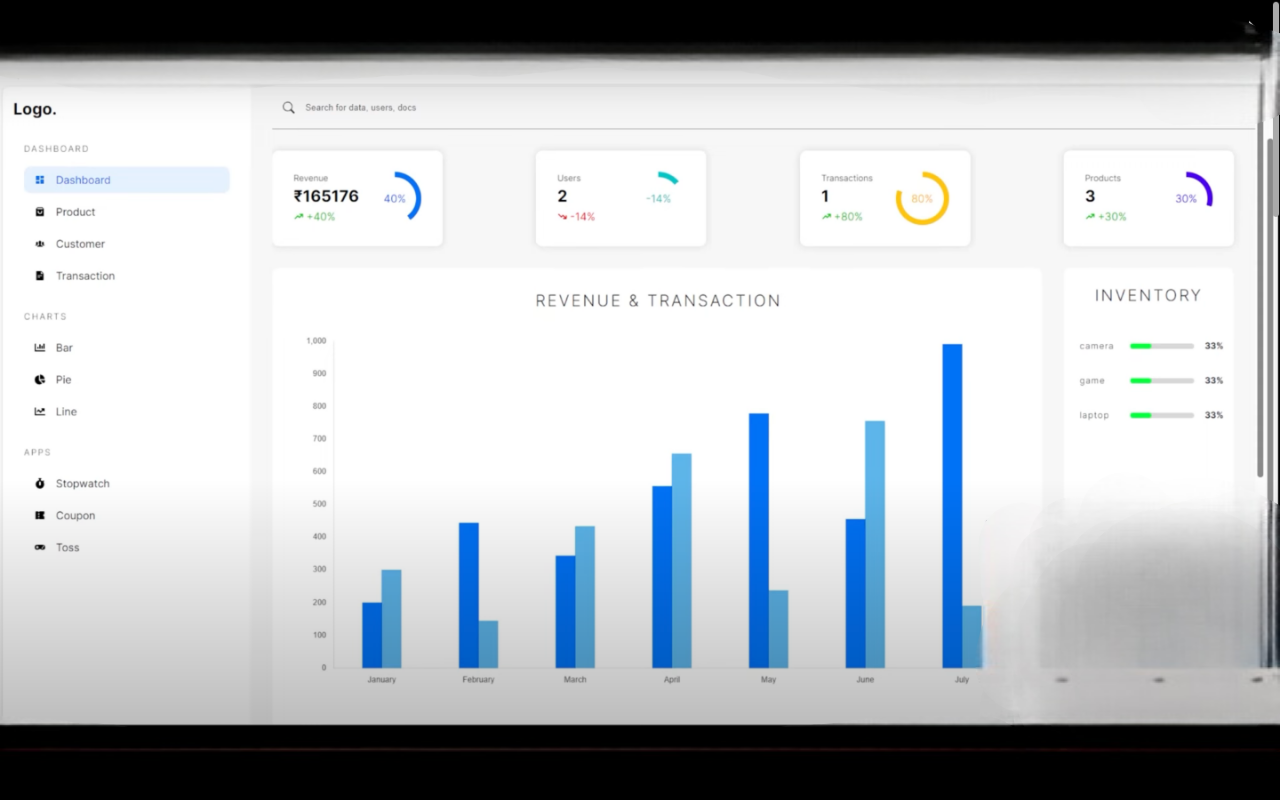 Logo.
Search for data, users, docs
DASHBOARD
Dashboard
Product
Customer
Transaction
CHARTS
Bar
Pie
Line
APPS
Stopwatch
Coupon
Toss
Revenue
₹165176
+40%
40%
Users
2
-14%
-14%
Transactions
1
+80%
80%
Products
3
+30%
30%
REVENUE & TRANSACTION
1,000
900
800
700
600
500
400
300
200
100
0
January February March April May June July
INVENTORY
camera 33%
game 33%
laptop 33%